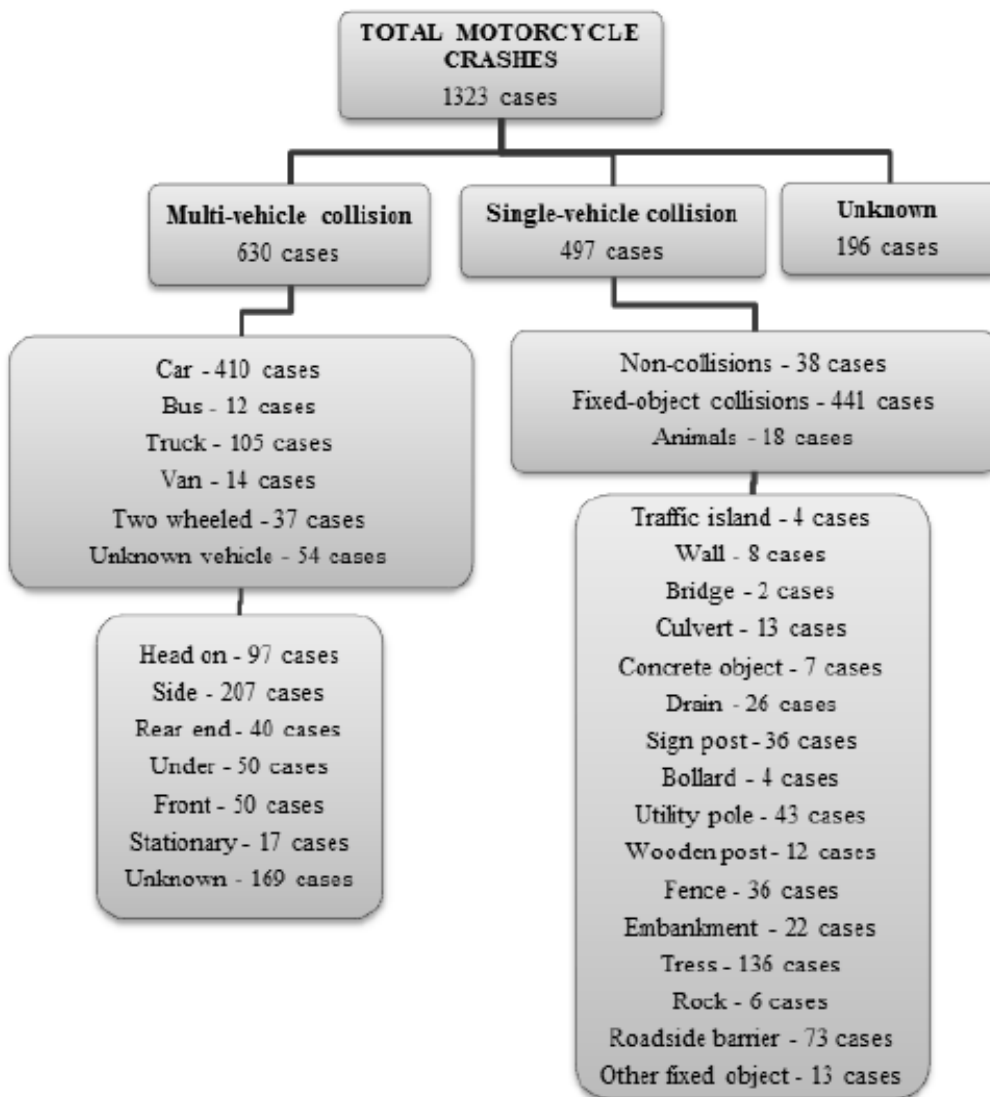 TOTAL MOTORCYCLE
CRASHES
1323 cases
Multi-vehicle collision
630 cases
Single-vehicle collision
497 cases
Unknown
196 cases
Car - 410 cases
Bus - 12 cases
Truck - 105 cases
Van - 14 cases
Two wheeled - 37 cases
Unknown vehicle - 54 cases
Head on - 97 cases
Side - 207 cases
Rear end - 40 cases
Under - 50 cases
Front - 50 cases
Stationary - 17 cases
Unknown - 169 cases
Non-collisions - 38 cases
Fixed-object collisions - 441 cases
Animals - 18 cases
Traffic island - 4 cases
Wall - 8 cases
Bridge - 2 cases
Culvert - 13 cases
Concrete object - 7 cases
Drain - 26 cases
Sign post - 36 cases
Bollard - 4 cases
Utility pole - 43 cases
Wooden post - 12 cases
Fence - 36 cases
Embankment - 22 cases
Tress - 136 cases
Rock - 6 cases
Roadside barrier - 73 cases
Other fixed object - 13 cases